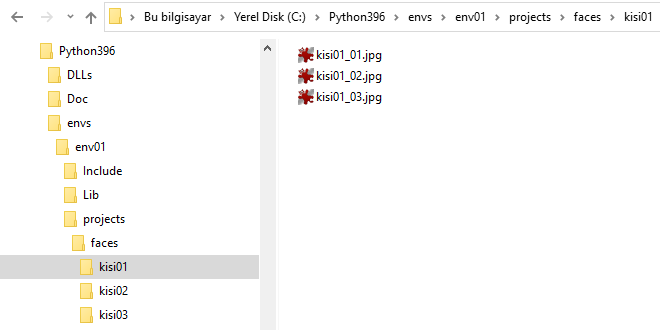 Bu bilgisayar > Yerel Disk (C:) > Python396 > envs > env01 > projects > faces > kisi01
Python396
DLLs
Doc
envs
env01
Include
Lib
projects
faces
kisi01
kisi02
kisi03
kisi01_01.jpg
kisi01_02.jpg
kisi01_03.jpg